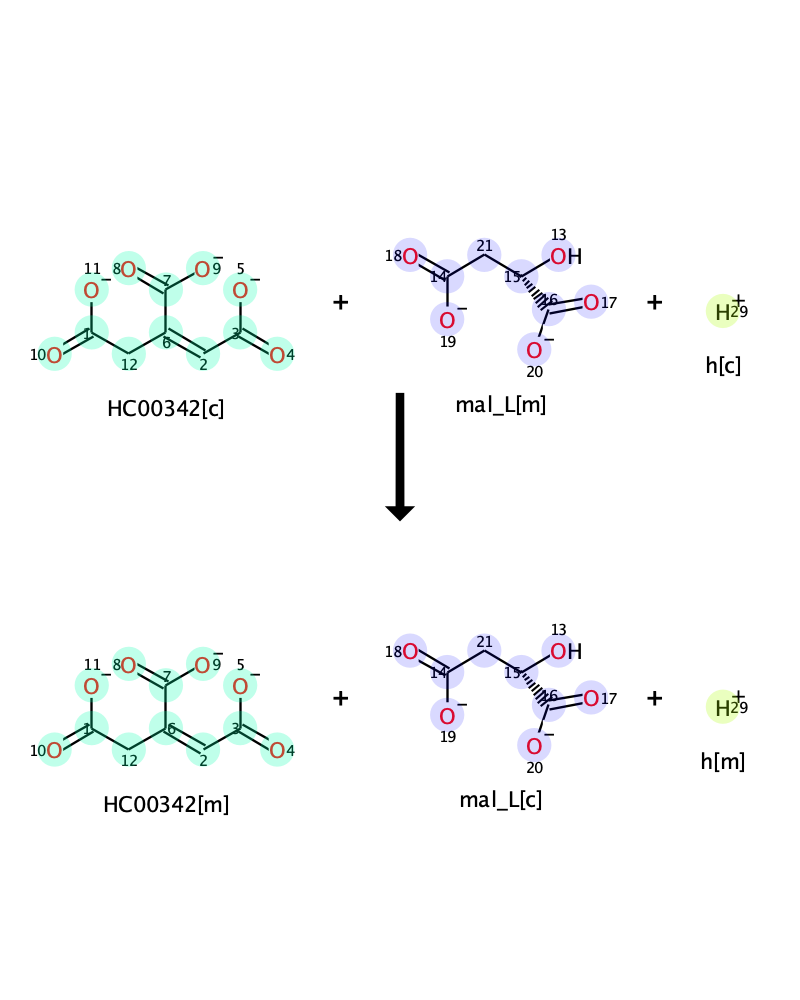 11 8 O 7 O 9 − 5
O − O −
10 O 1 12 6 2 3 O 4
HC00342[c]
+
18 O 14 21 15 13 OH
16 O 17
O − 19
O − 20
mal_L[m]
+
H + 29
h[c]
11 8 O 7 O 9 − 5
O − O −
10 O 1 12 6 2 3 O 4
HC00342[m]
+
18 O 14 21 15 13 OH
16 O 17
O − 19
O − 20
mal_L[c]
+
H + 29
h[m]